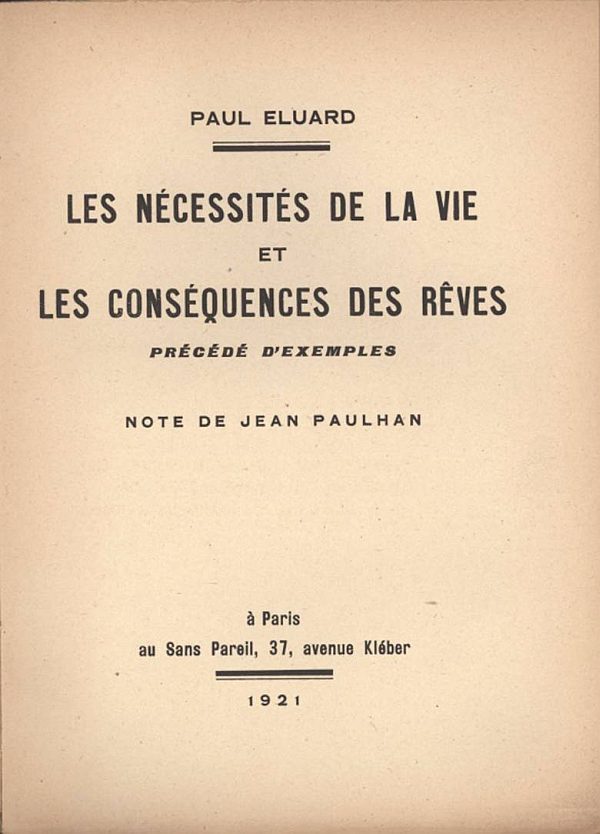 PAUL ELUARD
LES NÉCESSITÉS DE LA VIE
ET
LES CONSÉQUENCES DES RÊVES
PRÉCÉDÉ D'EXEMPLES
NOTE DE JEAN PAULHAN
à Paris
au Sans Pareil, 37, avenue Kléber
1921